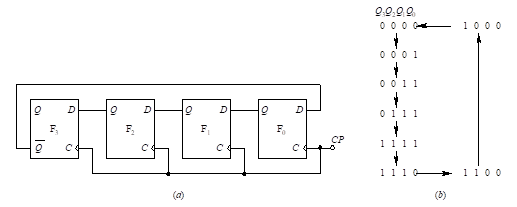 Q₃Q₂Q₁Q₀
0 0 0 0 1 0 0 0
0 0 0 1
0 0 1 1
0 1 1 1
1 1 1 1
1 1 1 0 1 1 0 0
Q D Q D Q D Q D
F₃ F₂ F₁ F₀
Q̅ C C C C CP
(a) (b)